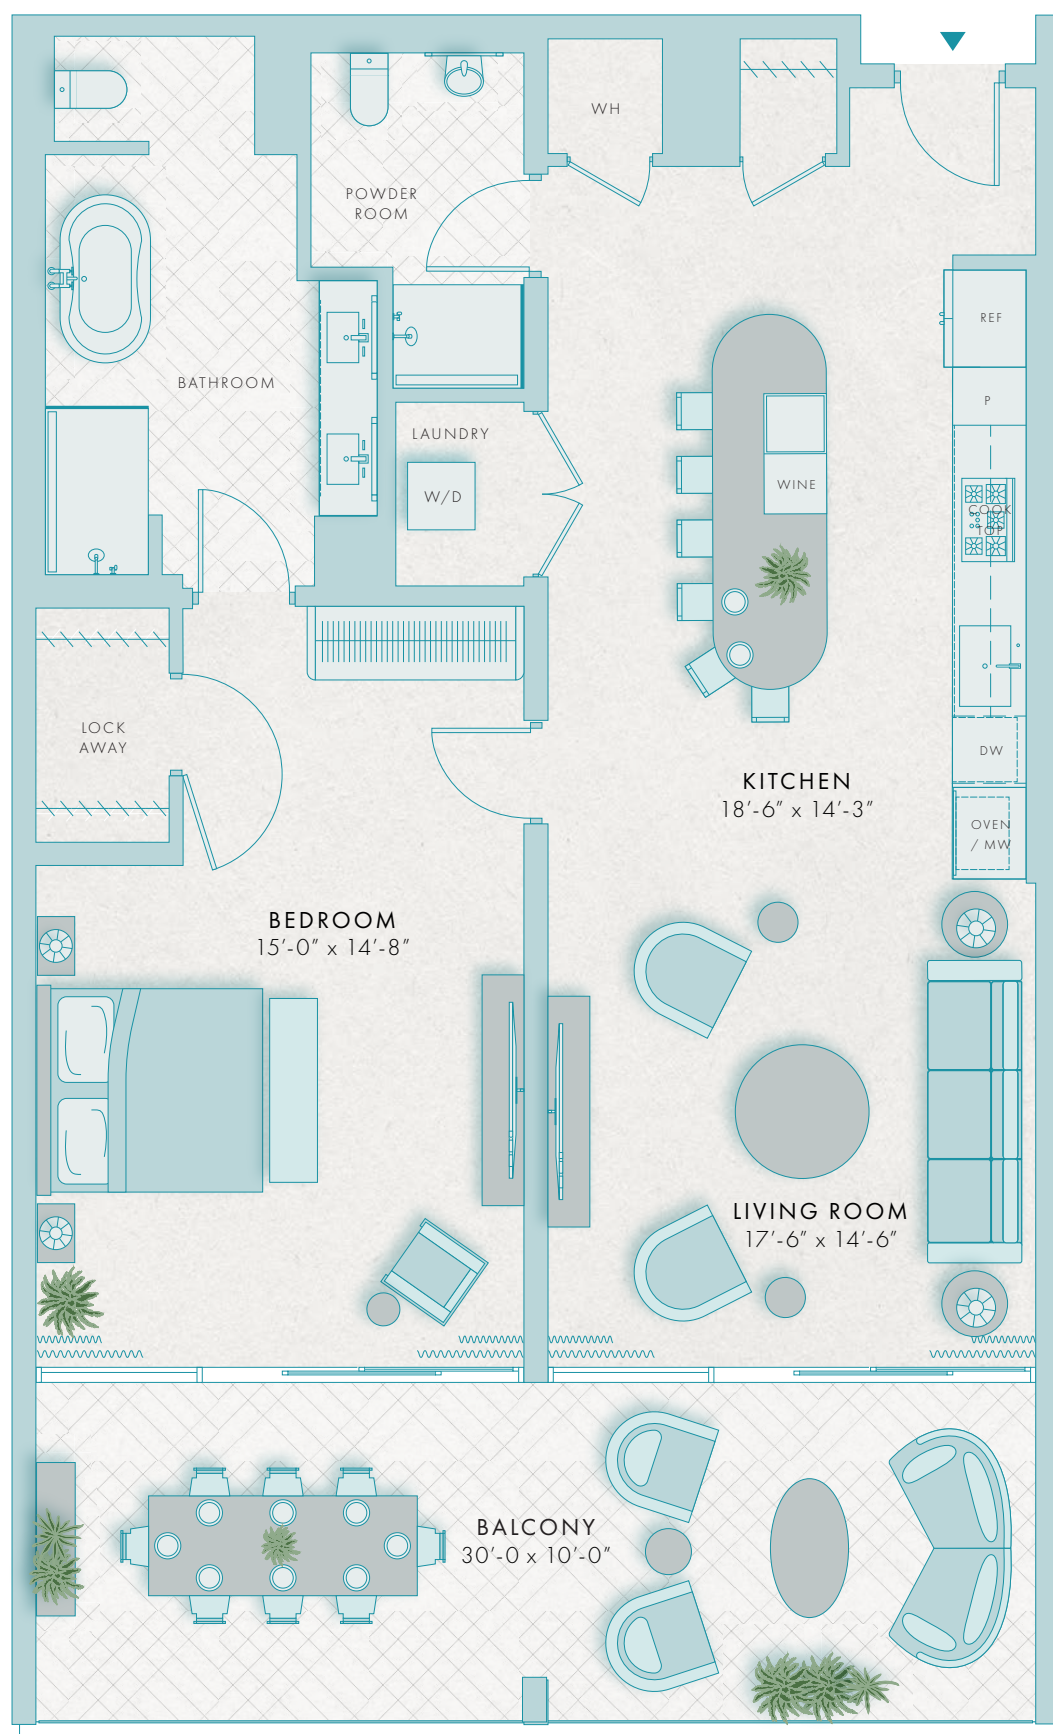 WH
POWDER
ROOM
REF
BATHROOM
P
LAUNDRY
W/D
WINE
COOK
TOP
LOCK
AWAY
DW
KITCHEN
18'-6" x 14'-3"
OVEN
/ MW
BEDROOM
15'-0" x 14'-8"
LIVING ROOM
17'-6" x 14'-6"
BALCONY
30'-0 x 10'-0"